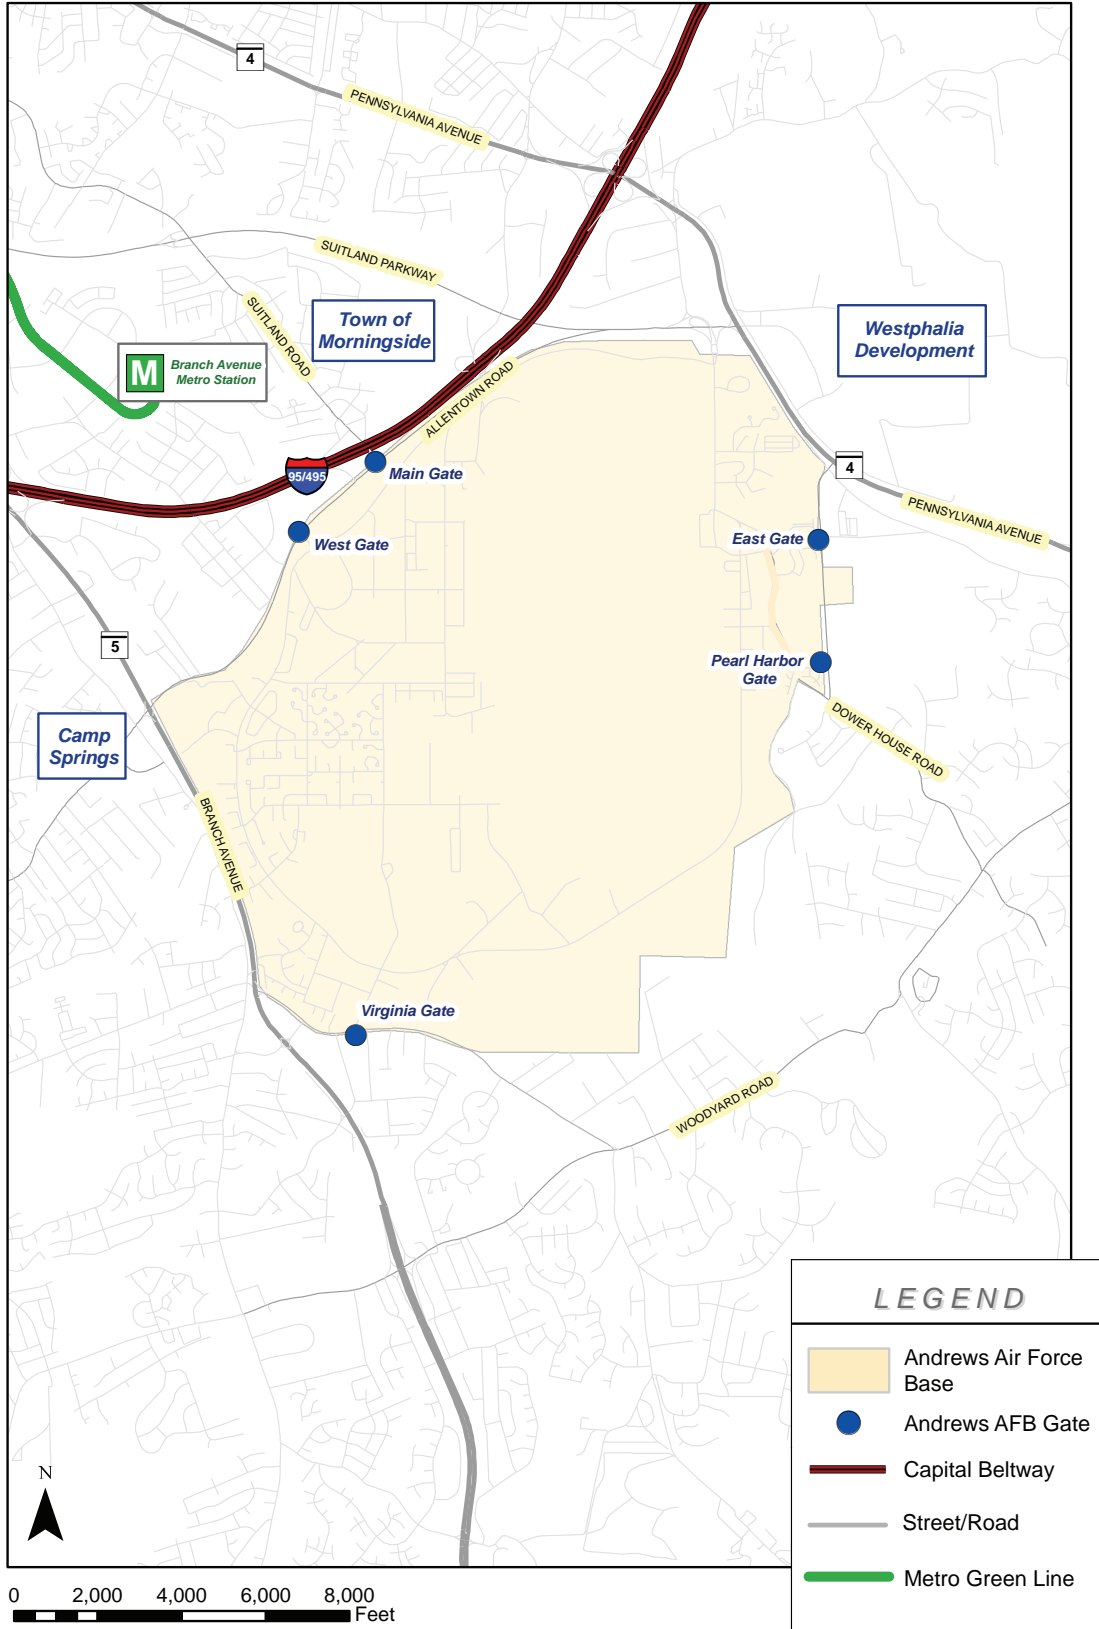 4
PENNSYLVANIA AVENUE
SUITLAND PARKWAY
SUITLAND ROAD
Town of
Morningside
Westphalia
Development
M
Branch Avenue
Metro Station
ALLENTOWN ROAD
95/495
Main Gate
4
PENNSYLVANIA AVENUE
West Gate
East Gate
5
Pearl Harbor
Gate
DOWER HOUSE ROAD
Camp
Springs
BRANCH AVENUE
Virginia Gate
WOODYARD ROAD
LEGEND
Andrews Air Force
Base
Andrews AFB Gate
Capital Beltway
Street/Road
Metro Green Line
N
0 2,000 4,000 6,000 8,000
Feet